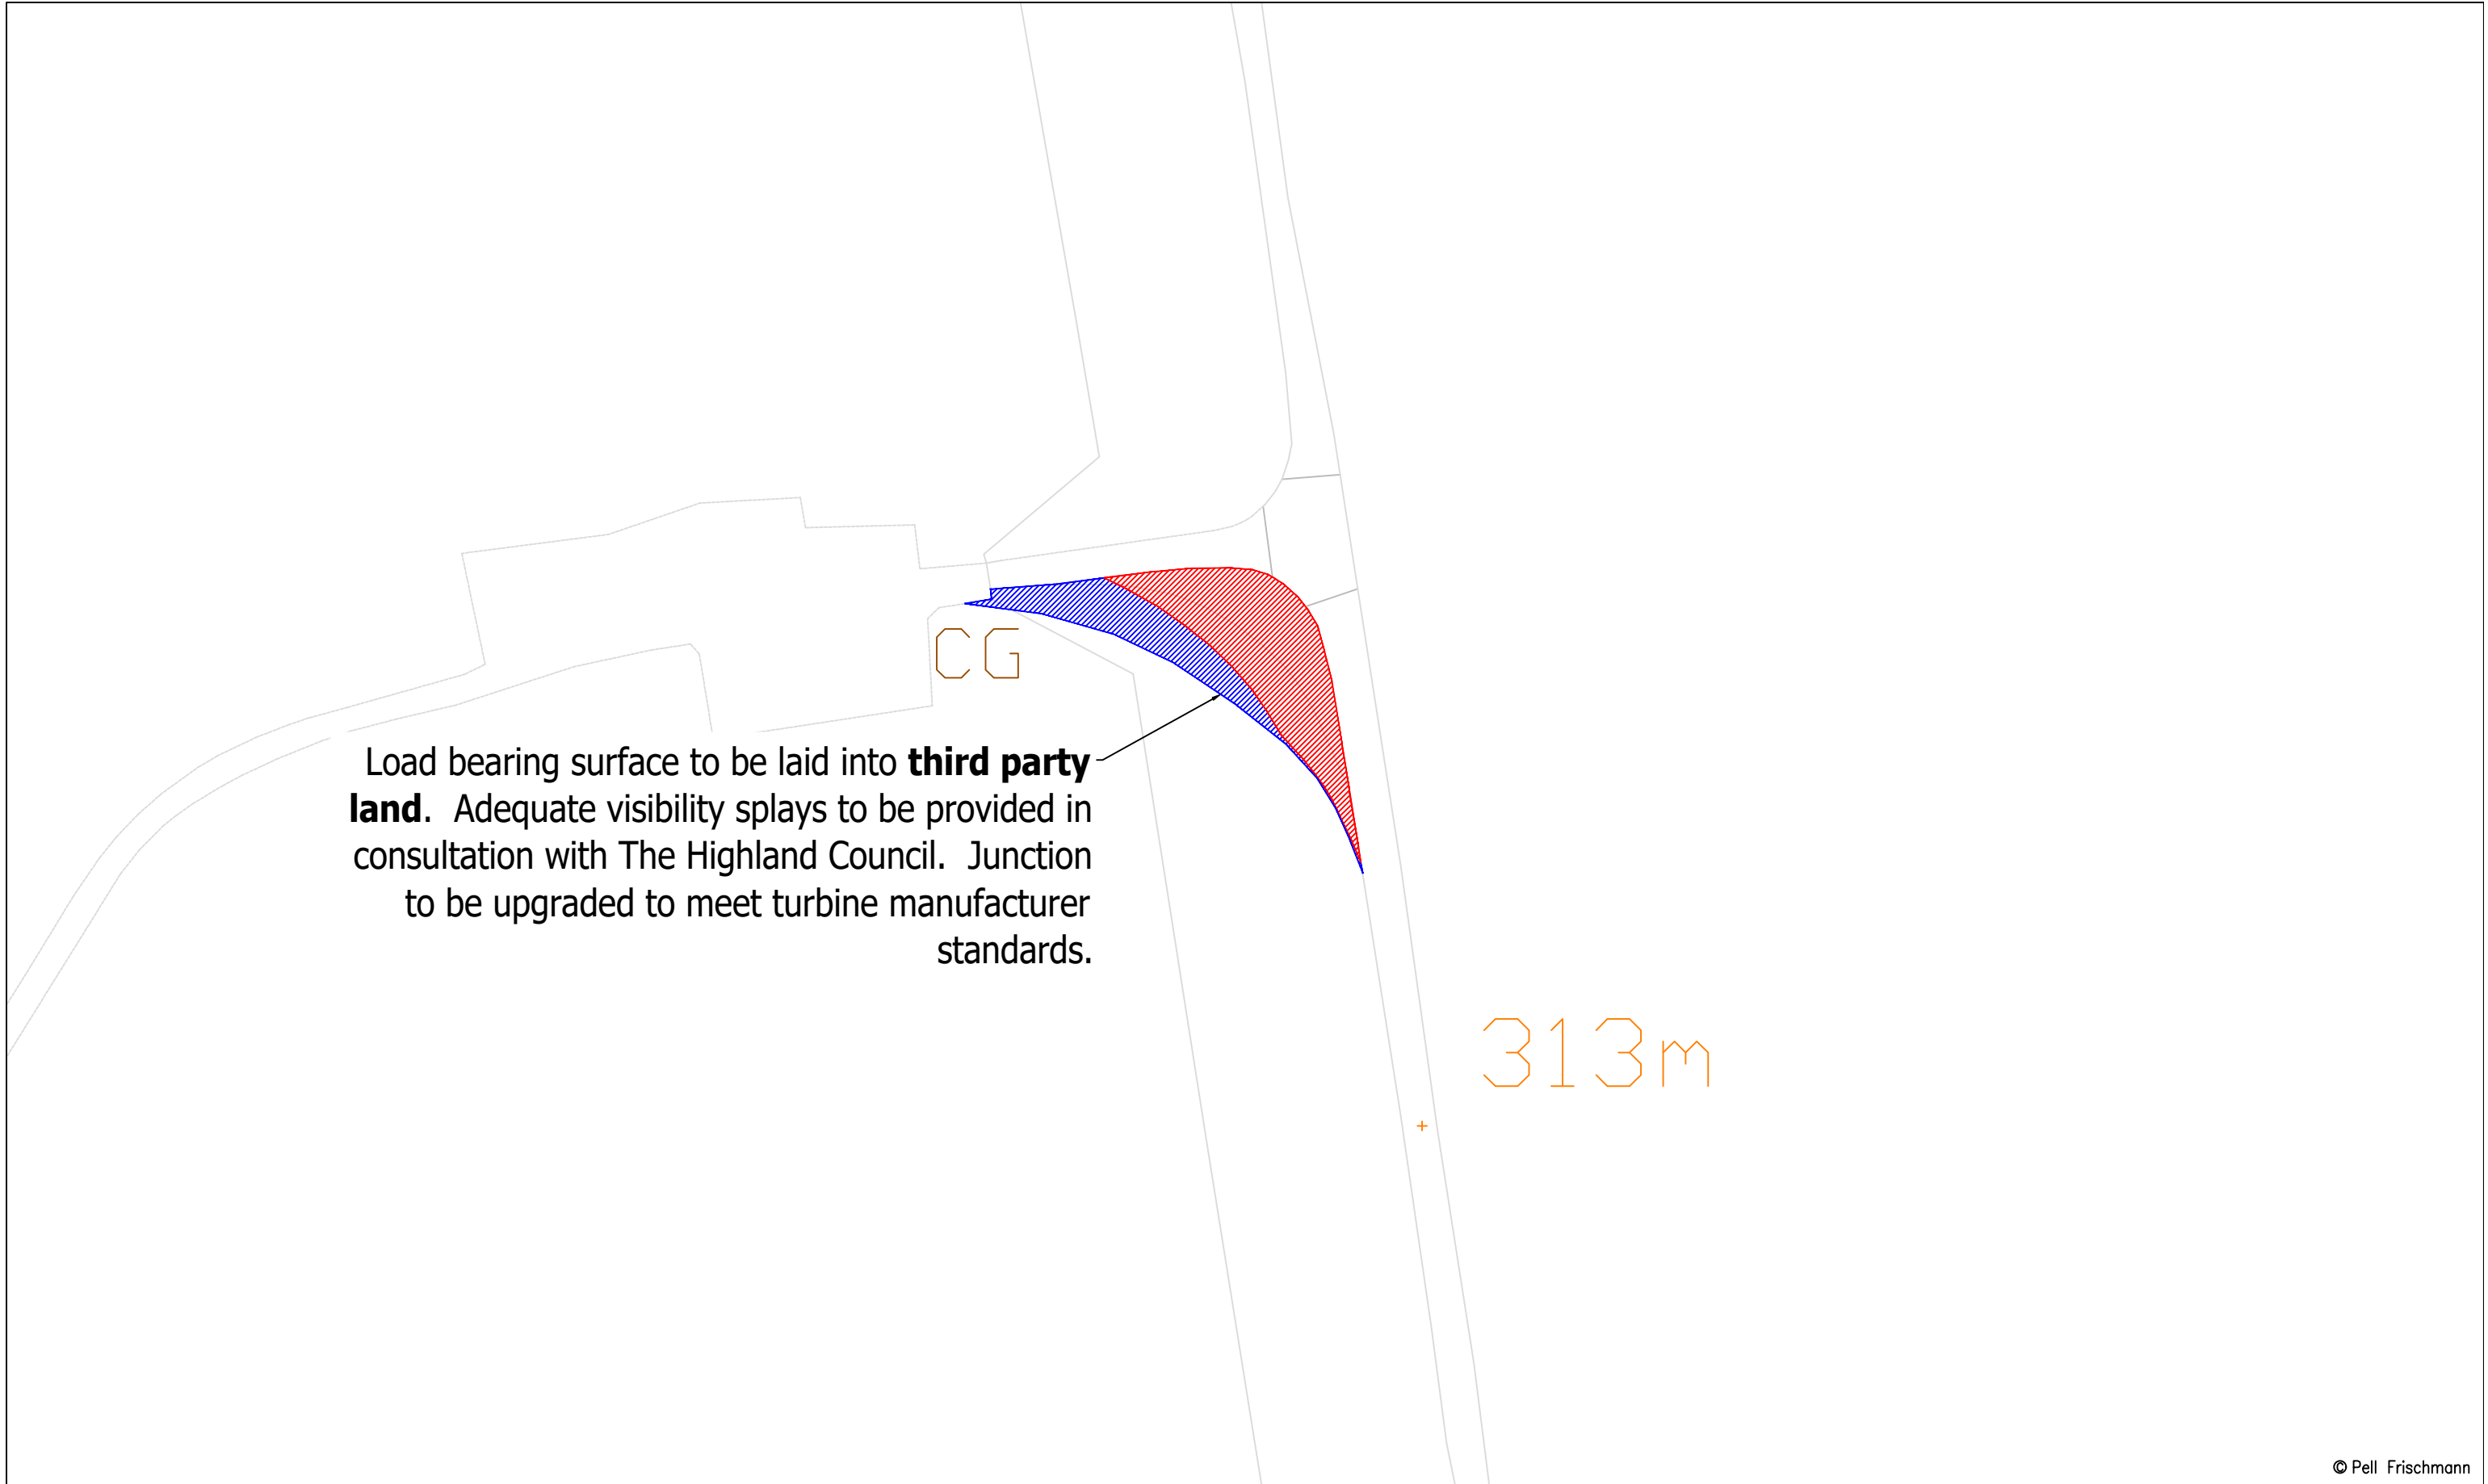 CG
Load bearing surface to be laid into third party
land.  Adequate visibility splays to be provided in
consultation with The Highland Council.  Junction
to be upgraded to meet turbine manufacturer
standards.
313m
© Pell Frischmann